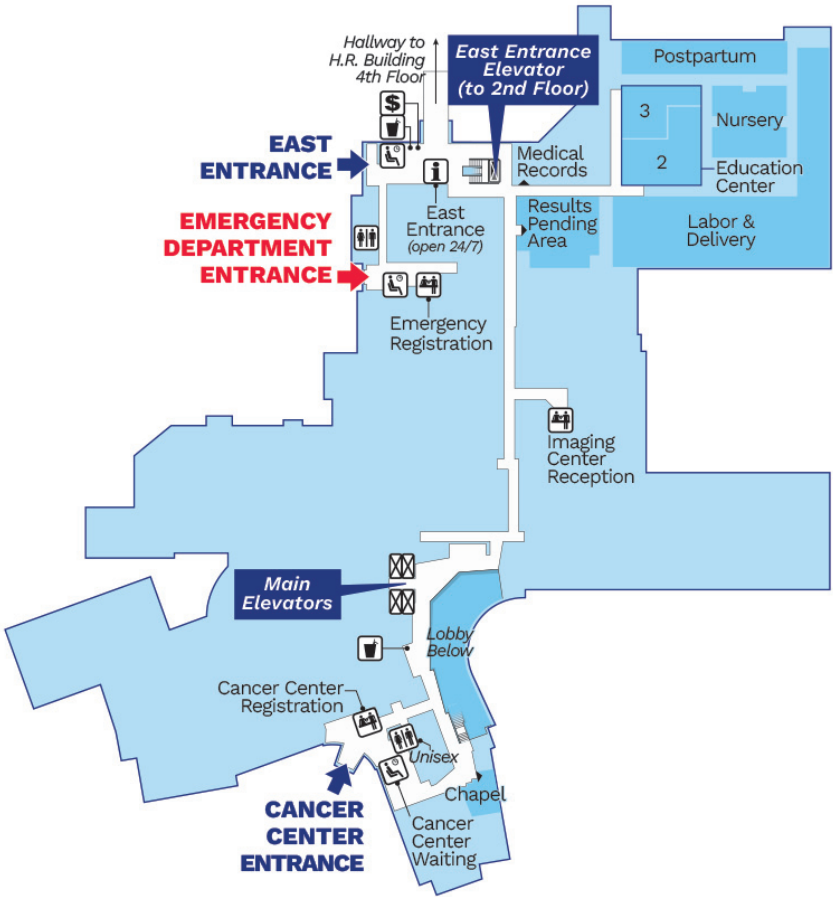 Hallway to
H.R. Building
4th Floor
East Entrance
Elevator
(to 2nd Floor)
Postpartum
$
3
Nursery
EAST
ENTRANCE
i
Medical
Records
2
Education
Center
EMERGENCY
DEPARTMENT
ENTRANCE
East
Entrance
(open 24/7)
Results
Pending
Area
Labor &
Delivery
Emergency
Registration
Imaging
Center
Reception
Main
Elevators
Lobby
Below
Cancer Center
Registration
Unisex
Chapel
CANCER
CENTER
ENTRANCE
Cancer
Center
Waiting